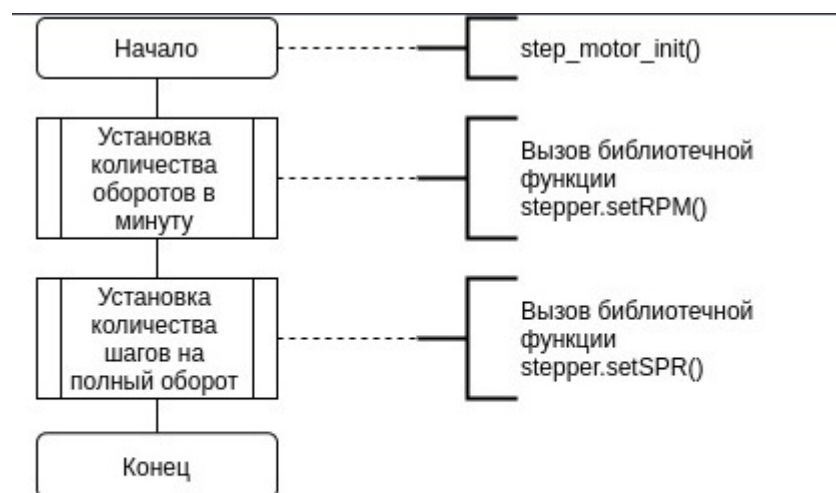 Начало
step_motor_init()
Установка
количества
оборотов в
минуту
Вызов библиотечной
функции
stepper.setRPM()
Установка
количества
шагов на
полный оборот
Вызов библиотечной
функции
stepper.setSPR()
Конец